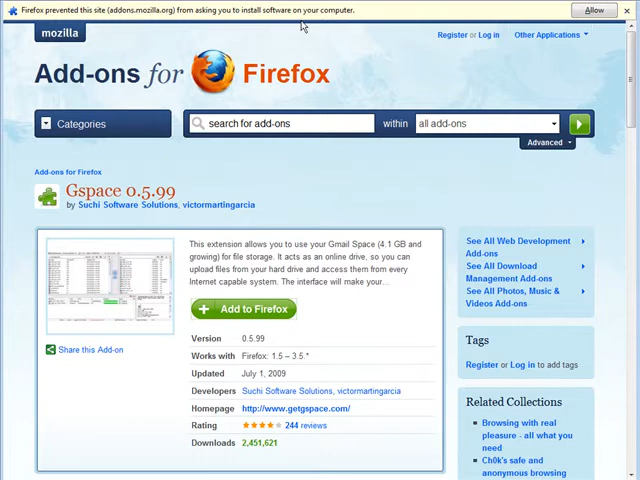 Firefox prevented this site (addons.mozilla.org) from asking you to install software on your computer.
Allow
mozilla
Register or Log in
Other Applications
Add-ons for Firefox
Categories
search for add-ons
within
all add-ons
Advanced
Add-ons for Firefox
Gspace 0.5.99
by Suchi Software Solutions, victormartingarcia
This extension allows you to use your Gmail Space (4.1 GB and
growing) for file storage. It acts as an online drive, so you can
upload files from your hard drive and access them from every
Internet capable system. The interface will make your...
Add to Firefox
Share this Add-on
Version 0.5.99
Works with Firefox: 1.5 – 3.5.*
Updated July 1, 2009
Developers Suchi Software Solutions, victormartingarcia
Homepage http://www.getgspace.com/
Rating 244 reviews
Downloads 2,451,621
See All Web Development
Add-ons
See All Download
Management Add-ons
See All Photos, Music &
Videos Add-ons
Tags
Register or Log in to add tags
Related Collections
Browsing with real
pleasure - all what you
need
Ch0k's safe and
anonymous browsing